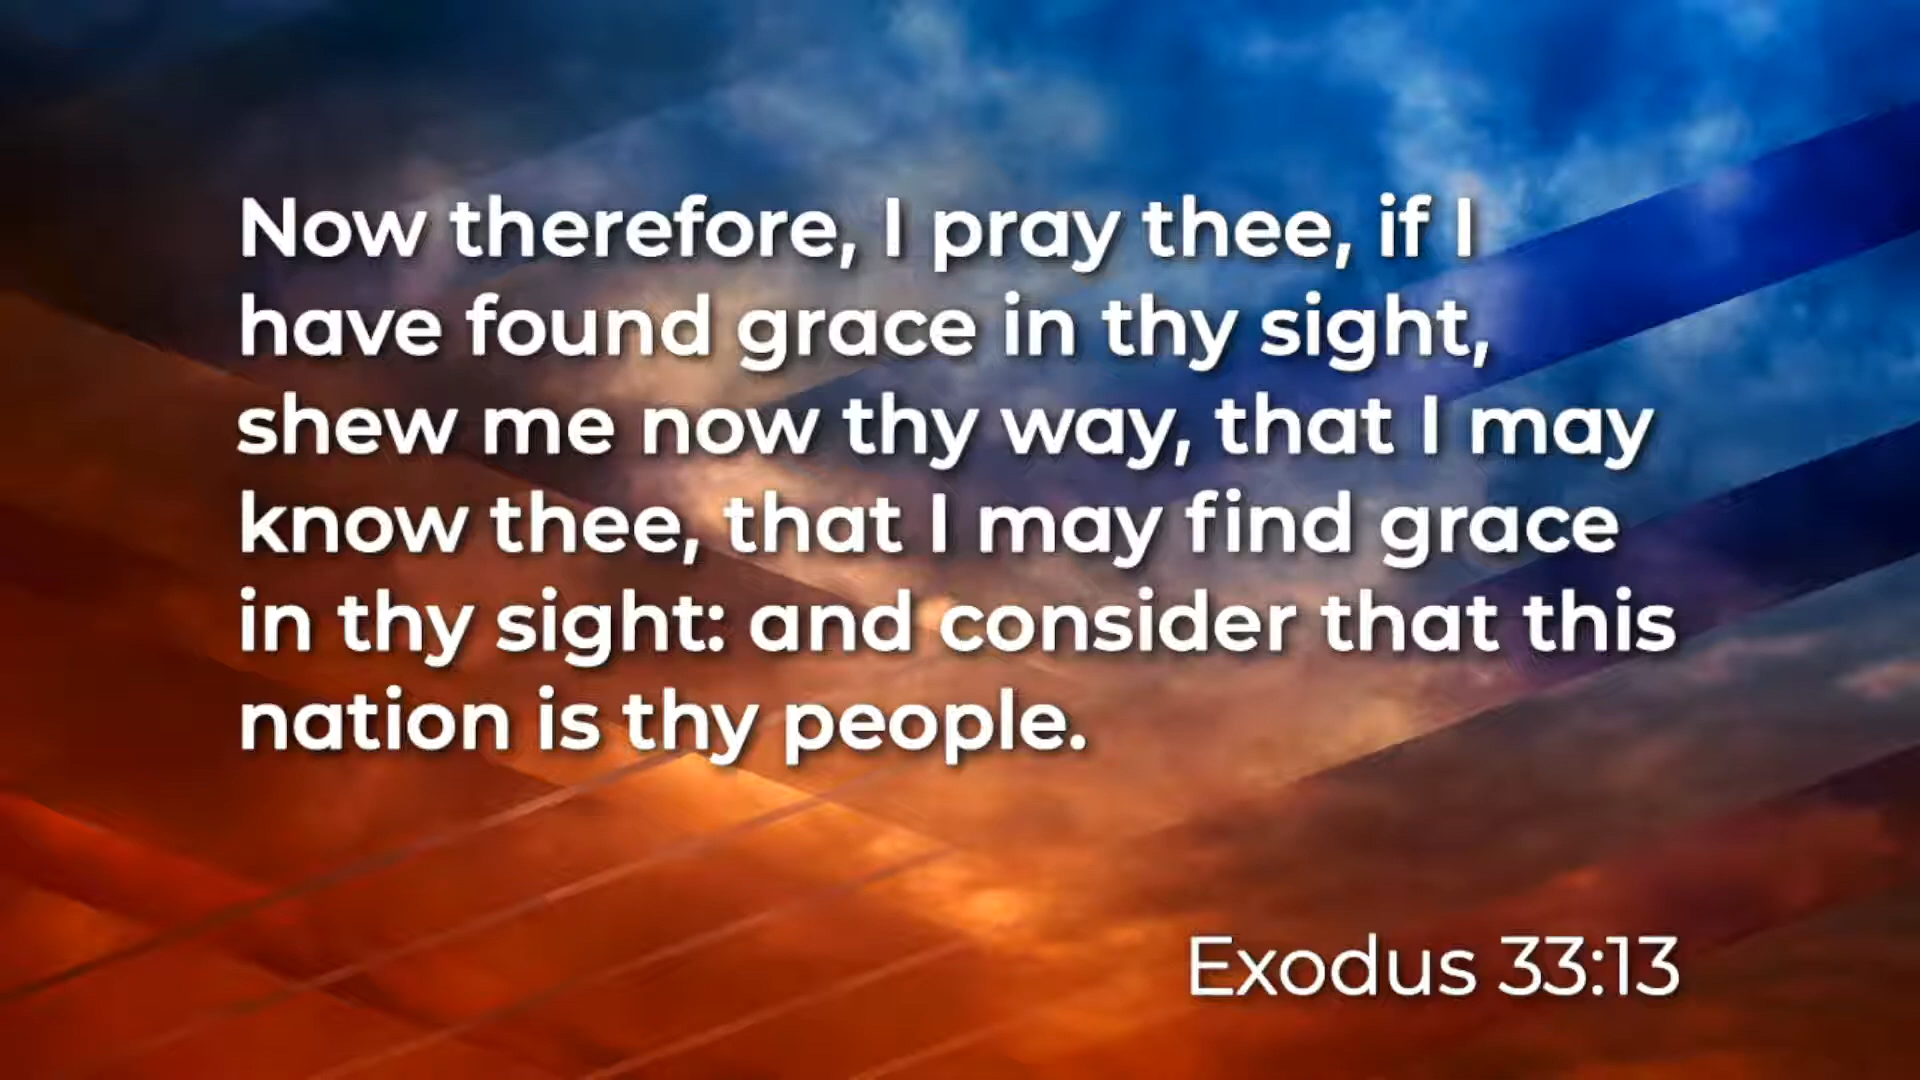 Now therefore, I pray thee, if I
have found grace in thy sight,
shew me now thy way, that I may
know thee, that I may find grace
in thy sight: and consider that this
nation is thy people.
Exodus 33:13